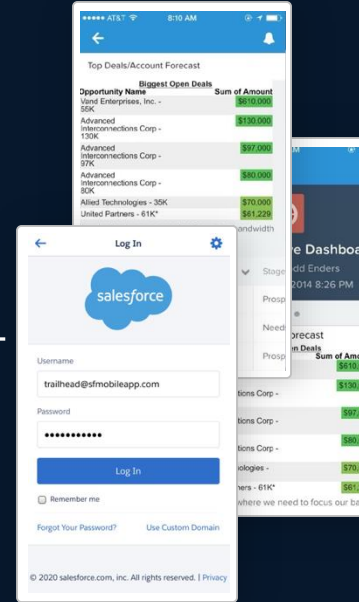 AT&T 8:10 AM
Top Deals/Account Forecast
Biggest Open Deals
Opportunity Name Sum of Amount
Vand Enterprises, Inc. -
55K $610,000
Advanced
Interconnections Corp -
130K $130,000
Advanced
Interconnections Corp -
97K $97,000
Advanced
Interconnections Corp -
80K $80,000
Allied Technologies - 35K $70,000
United Partners - 61K* $61,229
andwidth
Stage
Prosp
Need
Prosp
Log In
salesforce
Username
trailhead@sfmobileapp.com
Password
Log In
Remember me
Forgot Your Password? Use Custom Domain
© 2020 salesforce.com, inc. All rights reserved. | Privacy
M
e Dashboa
dd Enders
2014 8:26 PM
orecast
n Deals
Sum of Amo
$610,
$130,
tions Corp -
$97,
tions Corp -
$80,
tions Corp -
ologies - $70,
ners - 61K* $61,
where we need to focus our ba